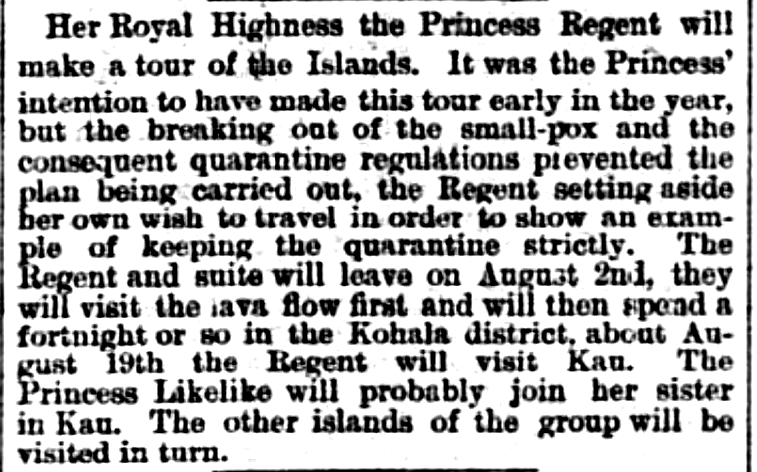 Her Royal Highness the Princess Regent will
make a tour of the Islands. It was the Princess'
intention to have made this tour early in the year,
but the breaking out of the small-pox and the
consequent quarantine regulations prevented the
plan being carried out, the Regent setting aside
her own wish to travel in order to show an exam-
ple of keeping the quarantine strictly. The
Regent and suite will leave on August 2nd, they
will visit the lava flow first and will then spend a
fortnight or so in the Kohala district, about Au-
gust 19th the Regent will visit Kau. The
Princess Likelike will probably join her sister
in Kau. The other islands of the group will be
visited in turn.